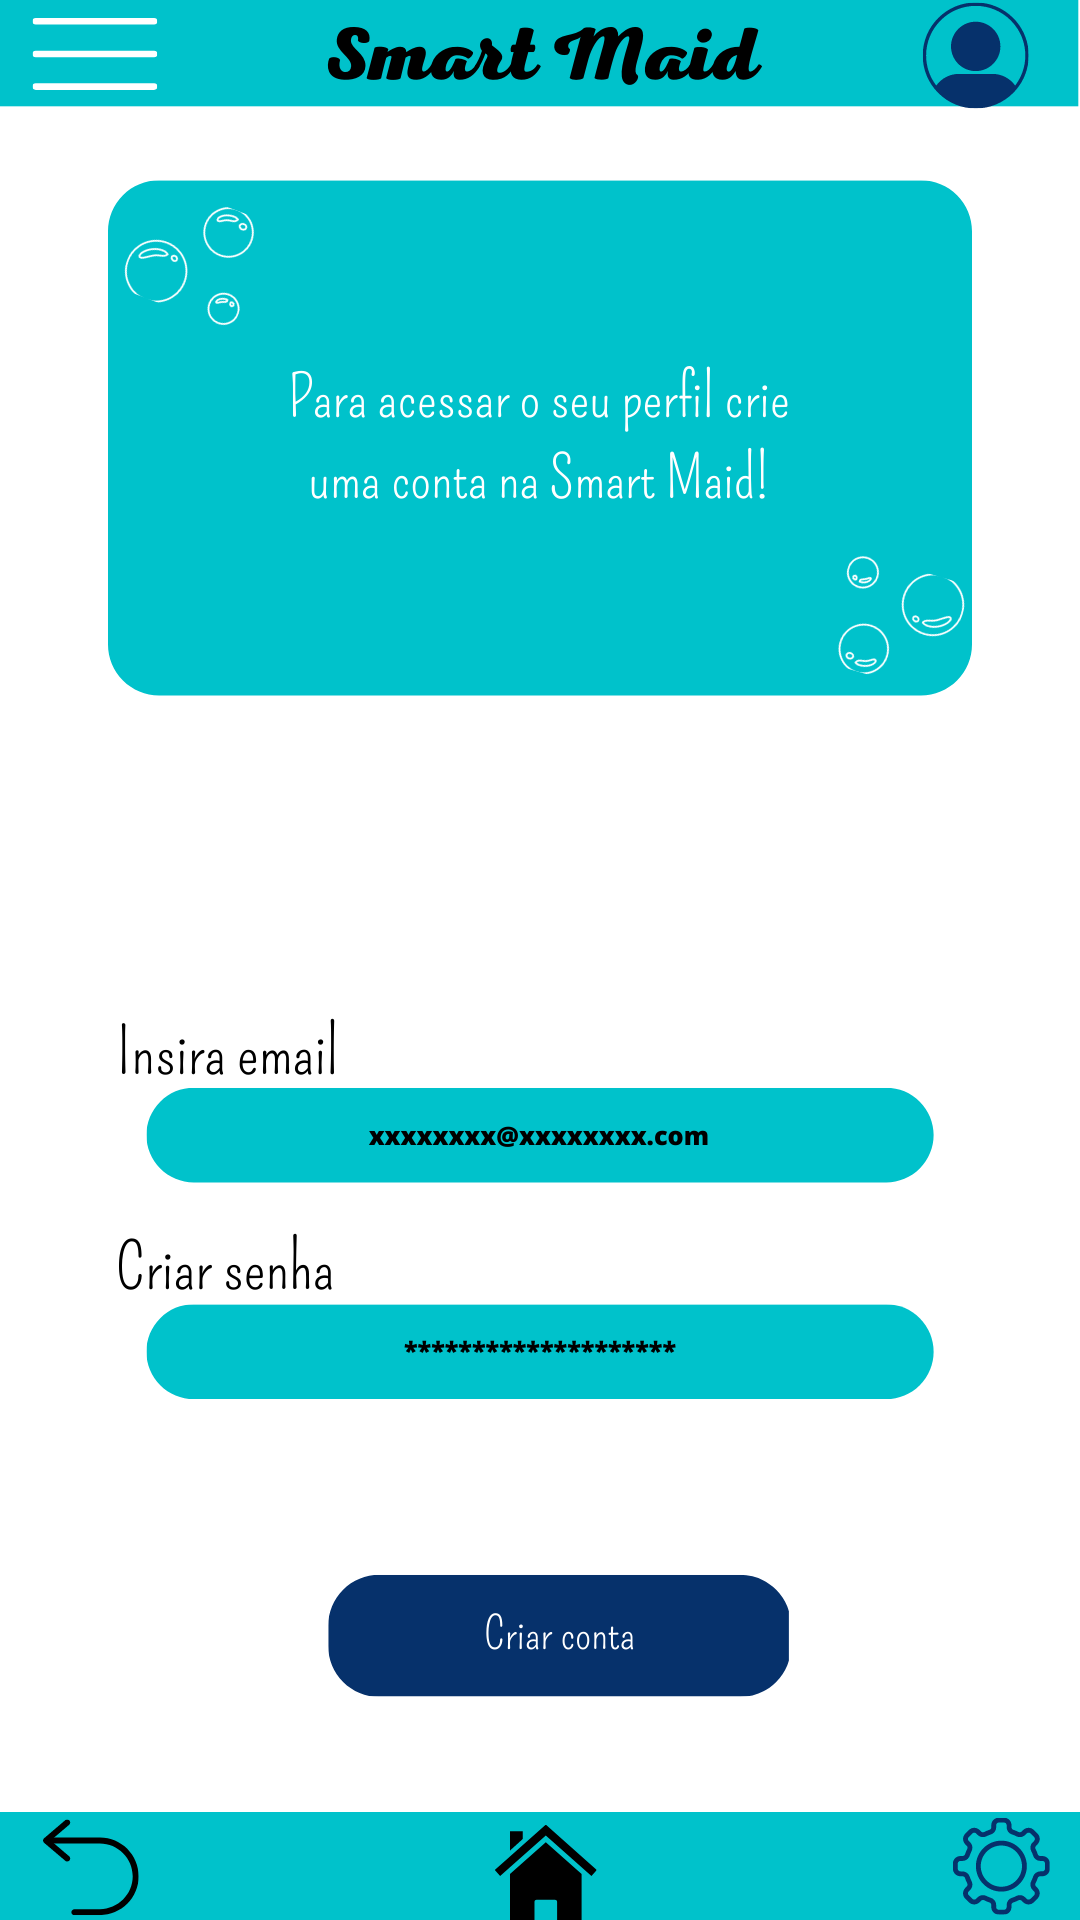 Smart Maid
Para acessar o seu perfil crie
uma conta na Smart Maid!
Insira email
xxxxxxxx@xxxxxxxx.com
Criar senha
********************
Criar conta